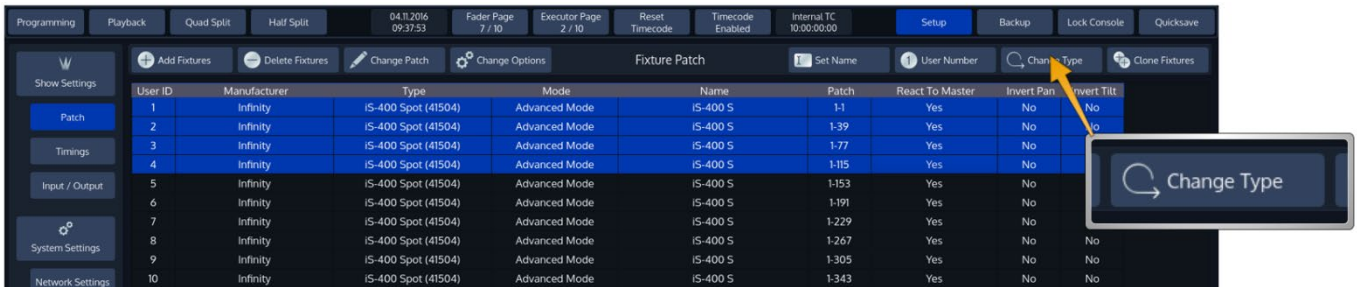 Programming Playback Quad Split Half Split 04.11.2016 09:37:53 Fader Page 7 / 10 Executor Page 2 / 10 Reset Timecode Timecode Enabled Internal TC 10:00:00:00 Setup Backup Lock Console Quicksave
Show Settings
Patch
Timings
Input / Output
System Settings
Network Settings
Add Fixtures Delete Fixtures Change Patch Change Options Fixture Patch Set Name User Number Change Type Clone Fixtures
User ID Manufacturer Type Mode Name Patch React To Master Invert Pan Invert Tilt
1 Infinity iS-400 Spot (41504) Advanced Mode iS-400 S 1-1 Yes No No
2 Infinity iS-400 Spot (41504) Advanced Mode iS-400 S 1-39 Yes No No
3 Infinity iS-400 Spot (41504) Advanced Mode iS-400 S 1-77 Yes No
4 Infinity iS-400 Spot (41504) Advanced Mode iS-400 S 1-115 Yes No
5 Infinity iS-400 Spot (41504) Advanced Mode iS-400 S 1-153 Yes No
6 Infinity iS-400 Spot (41504) Advanced Mode iS-400 S 1-191 Yes No
7 Infinity iS-400 Spot (41504) Advanced Mode iS-400 S 1-229 Yes No
8 Infinity iS-400 Spot (41504) Advanced Mode iS-400 S 1-267 Yes No No
9 Infinity iS-400 Spot (41504) Advanced Mode iS-400 S 1-305 Yes No No
10 Infinity iS-400 Spot (41504) Advanced Mode iS-400 S 1-343 Yes No No
Change Type